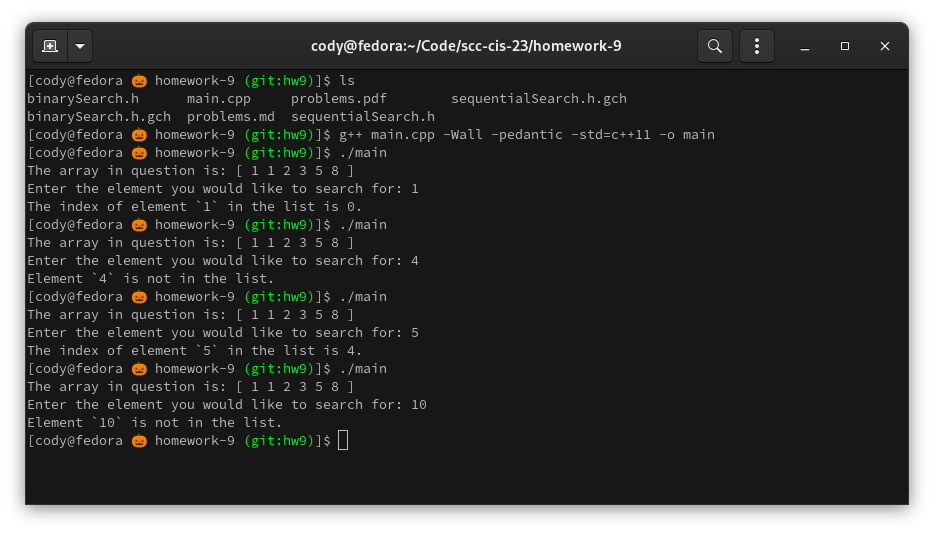 cody@fedora:~/Code/scc-cis-23/homework-9
[cody@fedora 🎃 homework-9 (git:hw9)]$ ls
binarySearch.h      main.cpp     problems.pdf        sequentialSearch.h.gch
binarySearch.h.gch  problems.md  sequentialSearch.h
[cody@fedora 🎃 homework-9 (git:hw9)]$ g++ main.cpp -Wall -pedantic -std=c++11 -o main
[cody@fedora 🎃 homework-9 (git:hw9)]$ ./main
The array in question is: [ 1 1 2 3 5 8 ]
Enter the element you would like to search for: 1
The index of element `1` in the list is 0.
[cody@fedora 🎃 homework-9 (git:hw9)]$ ./main
The array in question is: [ 1 1 2 3 5 8 ]
Enter the element you would like to search for: 4
Element `4` is not in the list.
[cody@fedora 🎃 homework-9 (git:hw9)]$ ./main
The array in question is: [ 1 1 2 3 5 8 ]
Enter the element you would like to search for: 5
The index of element `5` in the list is 4.
[cody@fedora 🎃 homework-9 (git:hw9)]$ ./main
The array in question is: [ 1 1 2 3 5 8 ]
Enter the element you would like to search for: 10
Element `10` is not in the list.
[cody@fedora 🎃 homework-9 (git:hw9)]$